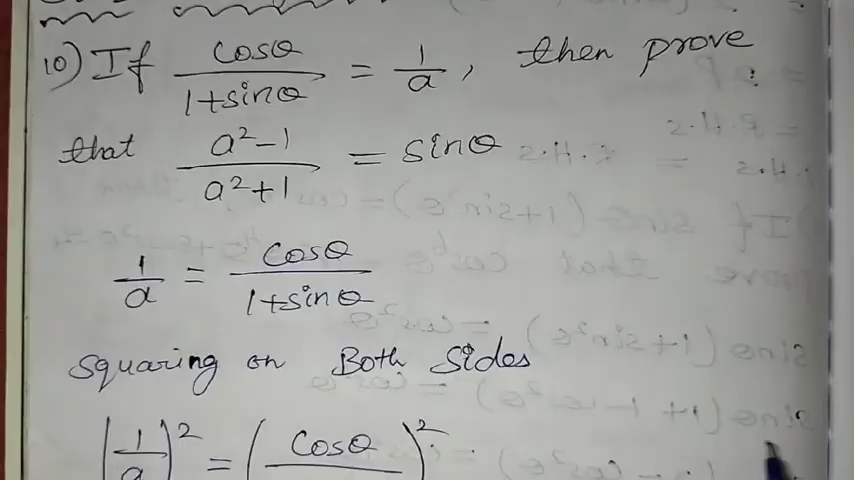 10) If cosθ/1+sinθ = 1/a, then prove
that a²-1/a²+1 = sinθ
1/a = cosθ/1+sinθ
Squaring on Both Sides
(1/a)² = (cosθ/)²